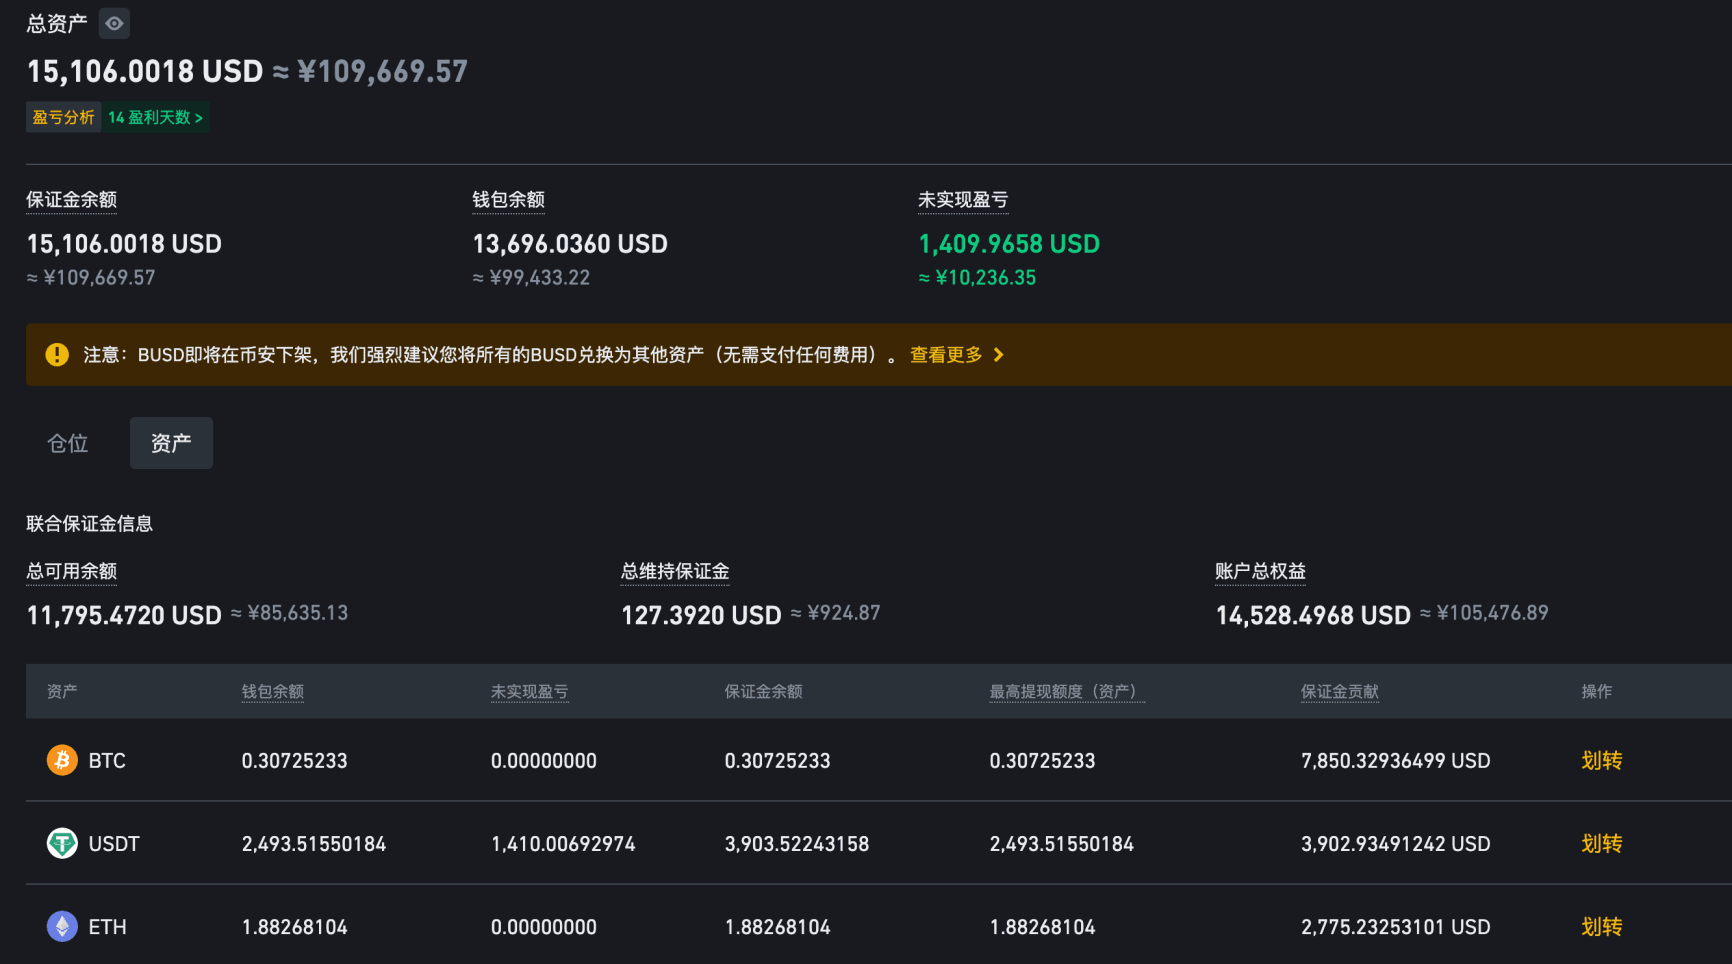 总资产
15,106.0018 USD ≈ ¥109,669.57
盈亏分析 14 盈利天数 >
保证金余额 钱包余额 未实现盈亏
15,106.0018 USD 13,696.0360 USD 1,409.9658 USD
≈ ¥109,669.57 ≈ ¥99,433.22 ≈ ¥10,236.35
注意：BUSD即将在币安下架，我们强烈建议您将所有的BUSD兑换为其他资产（无需支付任何费用）。 查看更多 >
仓位 资产
联合保证金信息
总可用余额 总维持保证金 账户总权益
11,795.4720 USD ≈ ¥85,635.13 127.3920 USD ≈ ¥924.87 14,528.4968 USD ≈ ¥105,476.89
资产 钱包余额 未实现盈亏 保证金余额 最高提现额度（资产） 保证金贡献 操作
BTC 0.30725233 0.00000000 0.30725233 0.30725233 7,850.32936499 USD 划转
USDT 2,493.51550184 1,410.00692974 3,903.52243158 2,493.51550184 3,902.93491242 USD 划转
ETH 1.88268104 0.00000000 1.88268104 1.88268104 2,775.23253101 USD 划转